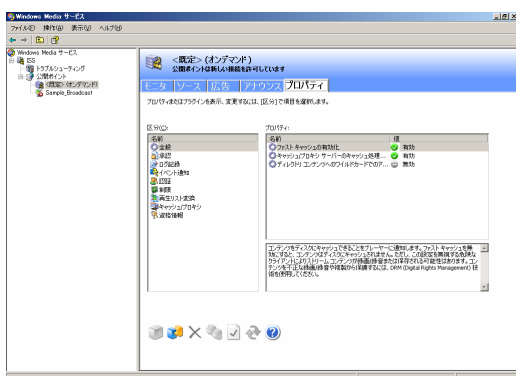 Windows Media サービス
ファイル(F) 操作(A) 表示(V) ヘルプ(H)
Windows Media サービス
ISS
トラブルシューティング
公開ポイント
<既定> (オンデマンド)
Sample_Broadcast
<既定> (オンデマンド)
公開ポイントは新しい接続を許可しています
モニタ ソース 広告 アナウンス プロパティ
プロパティまたはプラグインを表示、変更するには、[区分] で項目を選択します。
区分(C):
名前
全般
承認
ログ記録
イベント通知
認証
制限
再生リスト変換
キャッシュ/プロキシ
資格情報
プロパティ:
名前 値
ファスト キャッシュの有効化 有効
キャッシュ/プロキシ サーバーのキャッシュ処理... 有効
ディレクトリ コンテンツへのワイルドカードでのア... 無効
コンテンツをディスクにキャッシュできることをプレーヤーに通知します。ファスト キャッシュを無
効にすると、コンテンツはディスクにキャッシュされません。ただし、この設定を無視する危険な
クライアントによりストリーム コンテンツが録画/録音または保存される可能性はあります。コン
テンツを不正な録画/録音や複製から保護するには、DRM (Digital Rights Management) 技
術を使用してください。